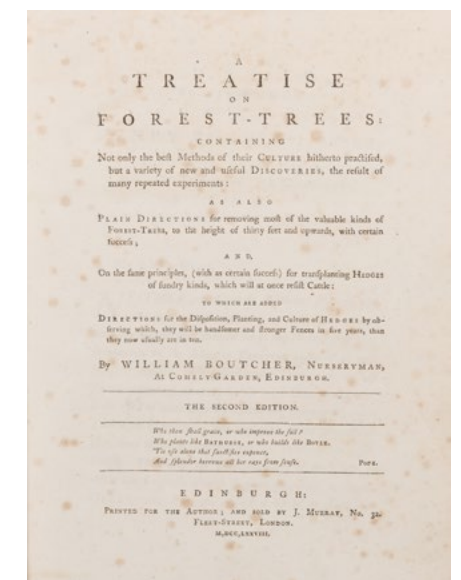 A
TREATISE
ON
FOREST-TREES:
CONTAINING
Not only the beſt Methods of their CULTURE hitherto practiſed,
but a variety of new and uſeful DISCOVERIES, the reſult of
many repeated experiments:
AS ALSO
PLAIN DIRECTIONS for removing moſt of the valuable kinds of
FOREST-TREES, to the height of thirty feet and upwards, with certain
ſucceſs;
AND,
On the ſame principles, (with as certain ſucceſs) for tranſplanting HEDGES
of ſundry kinds, which will at once reſiſt Cattle:
TO WHICH ARE ADDED
DIRECTIONS for the Diſpoſition, Planting, and Culture of HEDGES by ob-
ſerving which, they will be handſomer and ſtronger Fences in five years, than
they now uſually are in ten.
By WILLIAM BOUTCHER, NURSERYMAN,
AT COMELY-GARDEN, EDINBURGH.
THE SECOND EDITION.
Who then ſhall grace, or who improve the ſoil?
Who plants like BATHURST, or who builds like BOYLE.
'Tis uſe alone that ſanctifies expence,
And ſplendor borrows all her rays from ſenſe. POPE.
EDINBURGH:
PRINTED FOR THE AUTHOR; AND SOLD BY J. MURRAY, No. 32.
FLEET-STREET, LONDON.
M,DCC,LXXVIII.